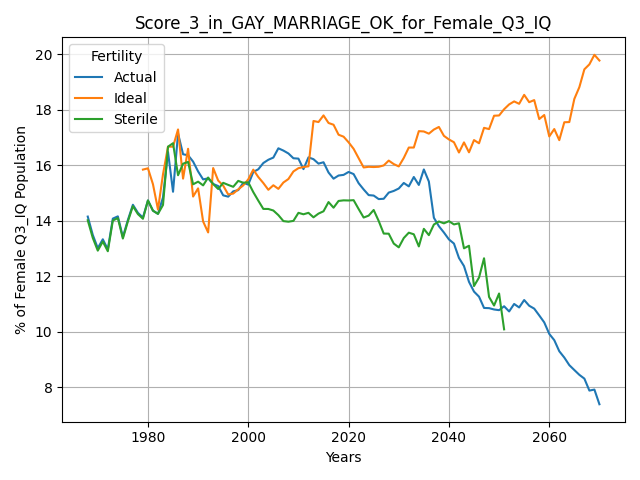 Score_3_in_GAY_MARRIAGE_OK_for_Female_Q3_IQ
% of Female Q3_IQ Population
20
18
16
14
12
10
8
Fertility
Actual
Ideal
Sterile
1980 2000 2020 2040 2060
Years